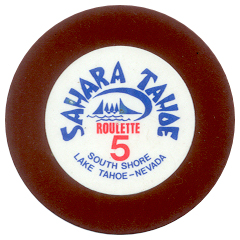 SAHARA TAHOE
ROULETTE
5
SOUTH SHORE
LAKE TAHOE-NEVADA